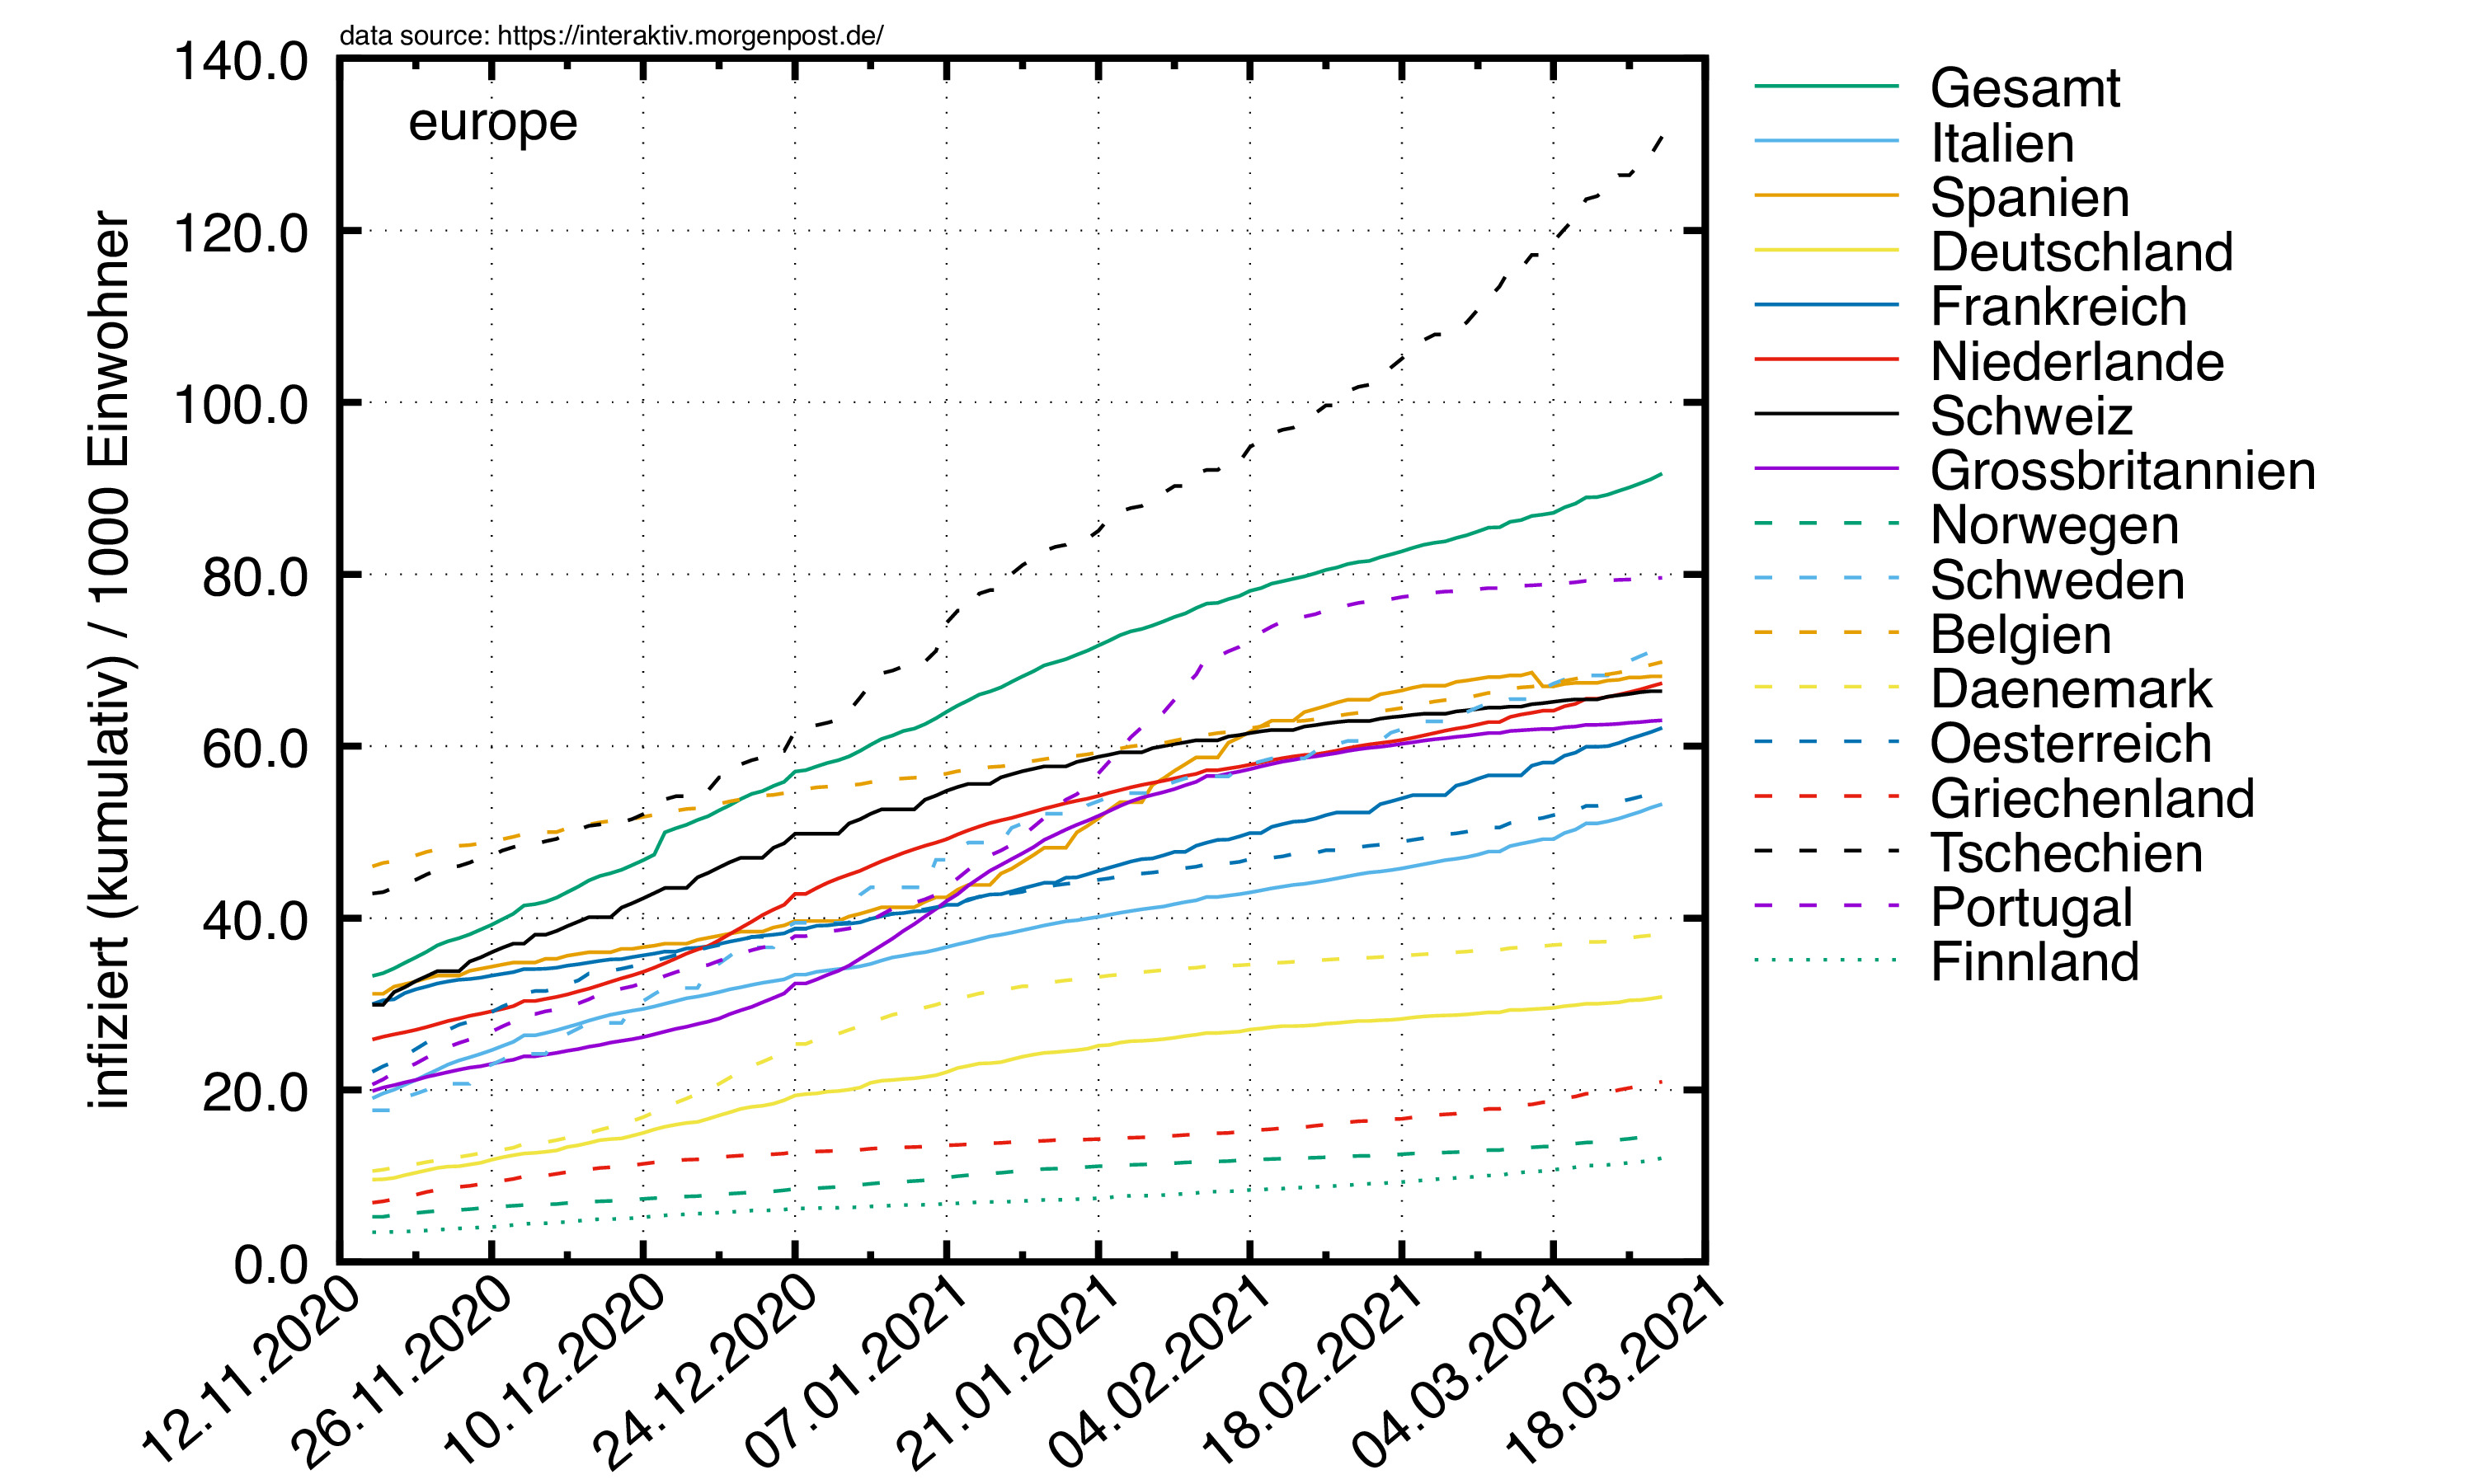 data source: https://interaktiv.morgenpost.de/
140.0
120.0
100.0
80.0
60.0
40.0
20.0
0.0
infiziert (kumulativ) / 1000 Einwohner
europe
12.11.2020
26.11.2020
10.12.2020
24.12.2020
07.01.2021
21.01.2021
04.02.2021
18.02.2021
04.03.2021
18.03.2021
Gesamt
Italien
Spanien
Deutschland
Frankreich
Niederlande
Schweiz
Grossbritannien
Norwegen
Schweden
Belgien
Daenemark
Oesterreich
Griechenland
Tschechien
Portugal
Finnland